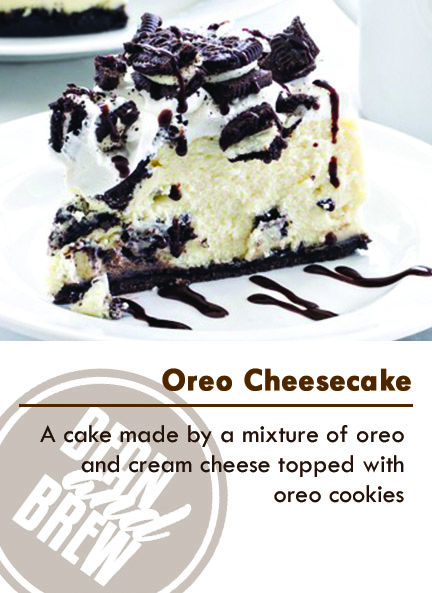 Oreo Cheesecake
A cake made by a mixture of oreo
and cream cheese topped with
oreo cookies
BEAN
and
BREW